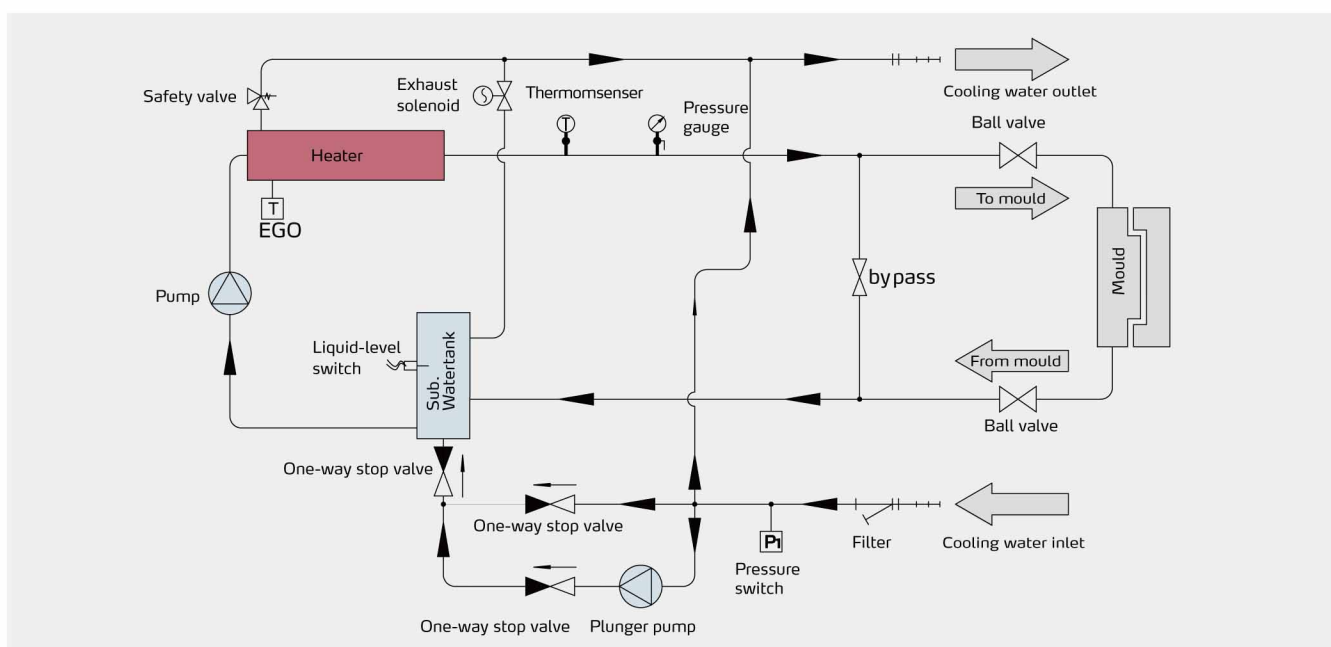 Safety valve
Exhaust
solenoid
Thermomsenser
Pressure
gauge
Cooling water outlet
Ball valve
Heater
T
T
EGO
To mould
Pump
bypass
Mould
Liquid-level
switch
Sub.
Watertank
From mould
Ball valve
One-way stop valve
One-way stop valve
P1
Pressure
switch
Filter
Cooling water inlet
One-way stop valve
Plunger pump